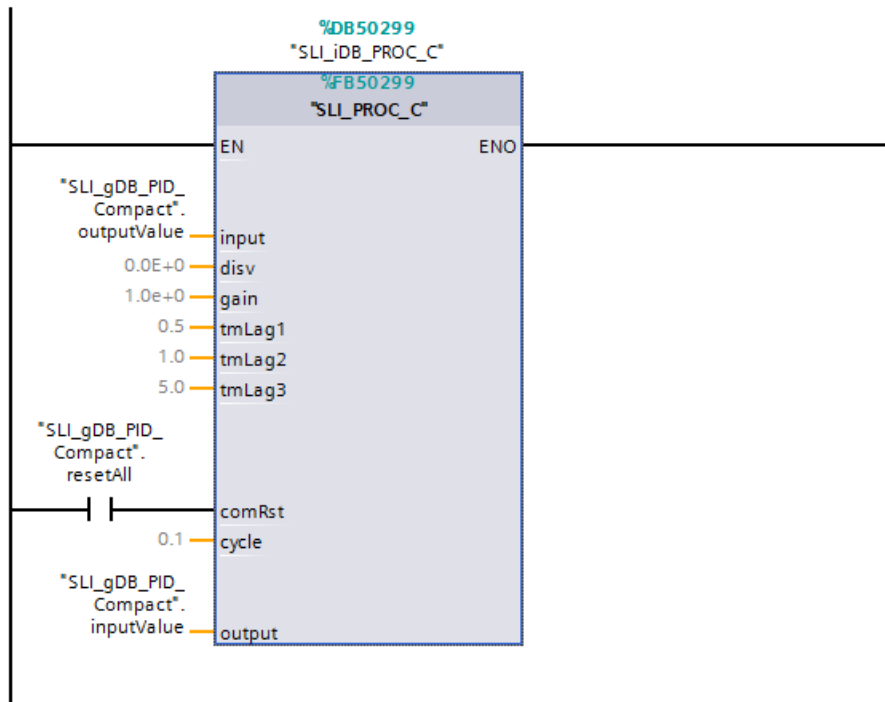 %DB50299
"SLI_iDB_PROC_C"
%FB50299
"SLI_PROC_C"
EN ENO
"SLI_gDB_PID_
Compact".
outputValue input
0.0E+0 disv
1.0e+0 gain
0.5 tmLag1
1.0 tmLag2
5.0 tmLag3
"SLI_gDB_PID_
Compact".
resetAll
comRst
0.1 cycle
"SLI_gDB_PID_
Compact".
inputValue output